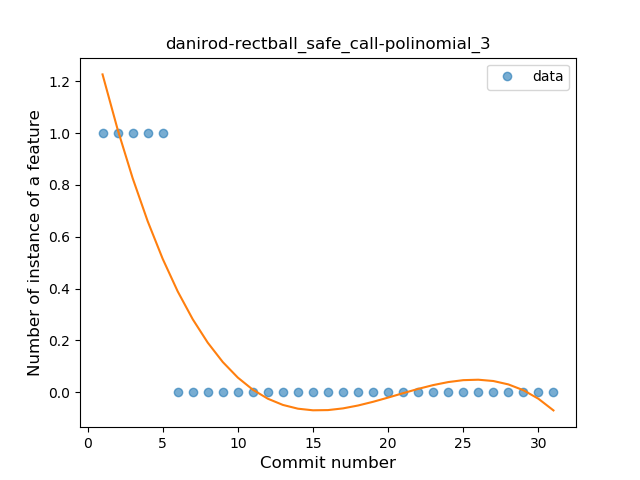 danirod-rectball_safe_call-polinomial_3
data
Number of instance of a feature
1.2
1.0
0.8
0.6
0.4
0.2
0.0
0 5 10 15 20 25 30
Commit number